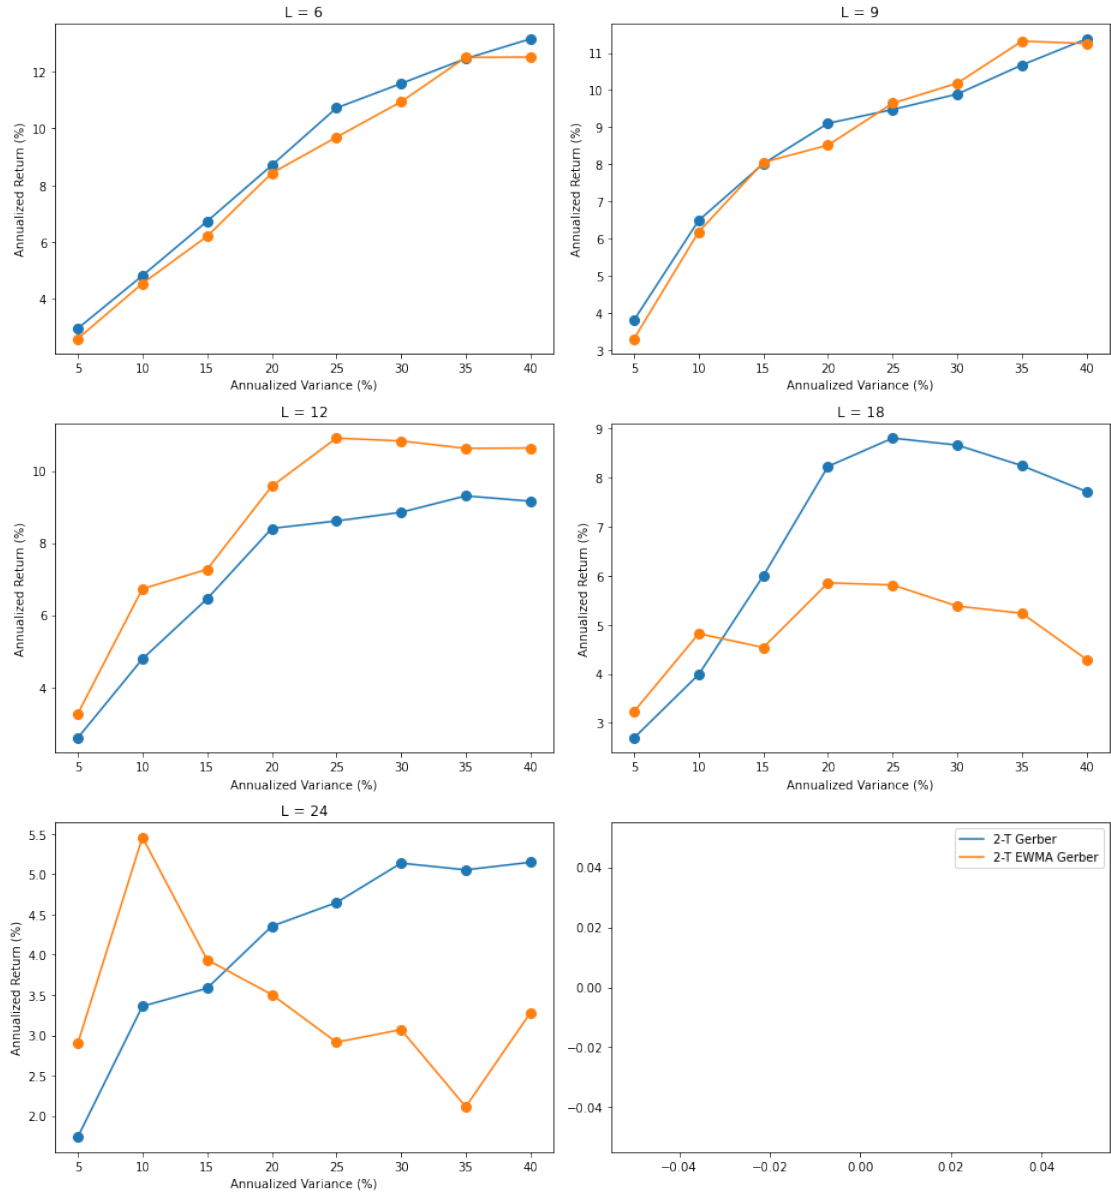 L = 6
Annualized Return (%)
12
10
8
6
4
5 10 15 20 25 30 35 40
Annualized Variance (%)
L = 9
Annualized Return (%)
11
10
9
8
7
6
5
4
3
5 10 15 20 25 30 35 40
Annualized Variance (%)
L = 12
Annualized Return (%)
10
8
6
4
5 10 15 20 25 30 35 40
Annualized Variance (%)
L = 18
Annualized Return (%)
9
8
7
6
5
4
3
5 10 15 20 25 30 35 40
Annualized Variance (%)
L = 24
Annualized Return (%)
5.5
5.0
4.5
4.0
3.5
3.0
2.5
2.0
5 10 15 20 25 30 35 40
Annualized Variance (%)
2-T Gerber
2-T EWMA Gerber
0.04
0.02
0.00
−0.02
−0.04
−0.04 −0.02 0.00 0.02 0.04